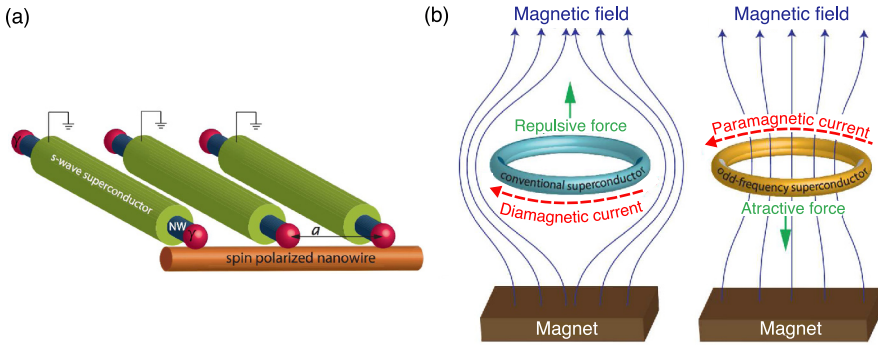 (a)
γ
s-wave superconductor
NW
γ
a
spin polarized nanowire
(b)
Magnetic field
Repulsive force
conventional superconductor
Diamagnetic current
Magnet
Magnetic field
Paramagnetic current
odd-frequency superconductor
Atractive force
Magnet